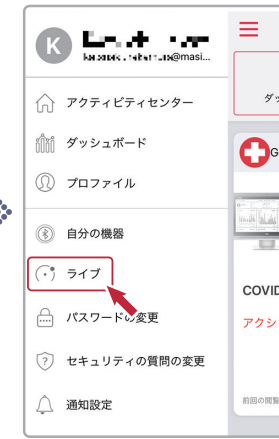 K
@masi...
アクティビティセンター
ダッシュボード
プロファイル
自分の機器
ライブ
パスワードの変更
セキュリティの質問の変更
通知設定
ダッ
G
COVID
アクシ
前回の閲覧